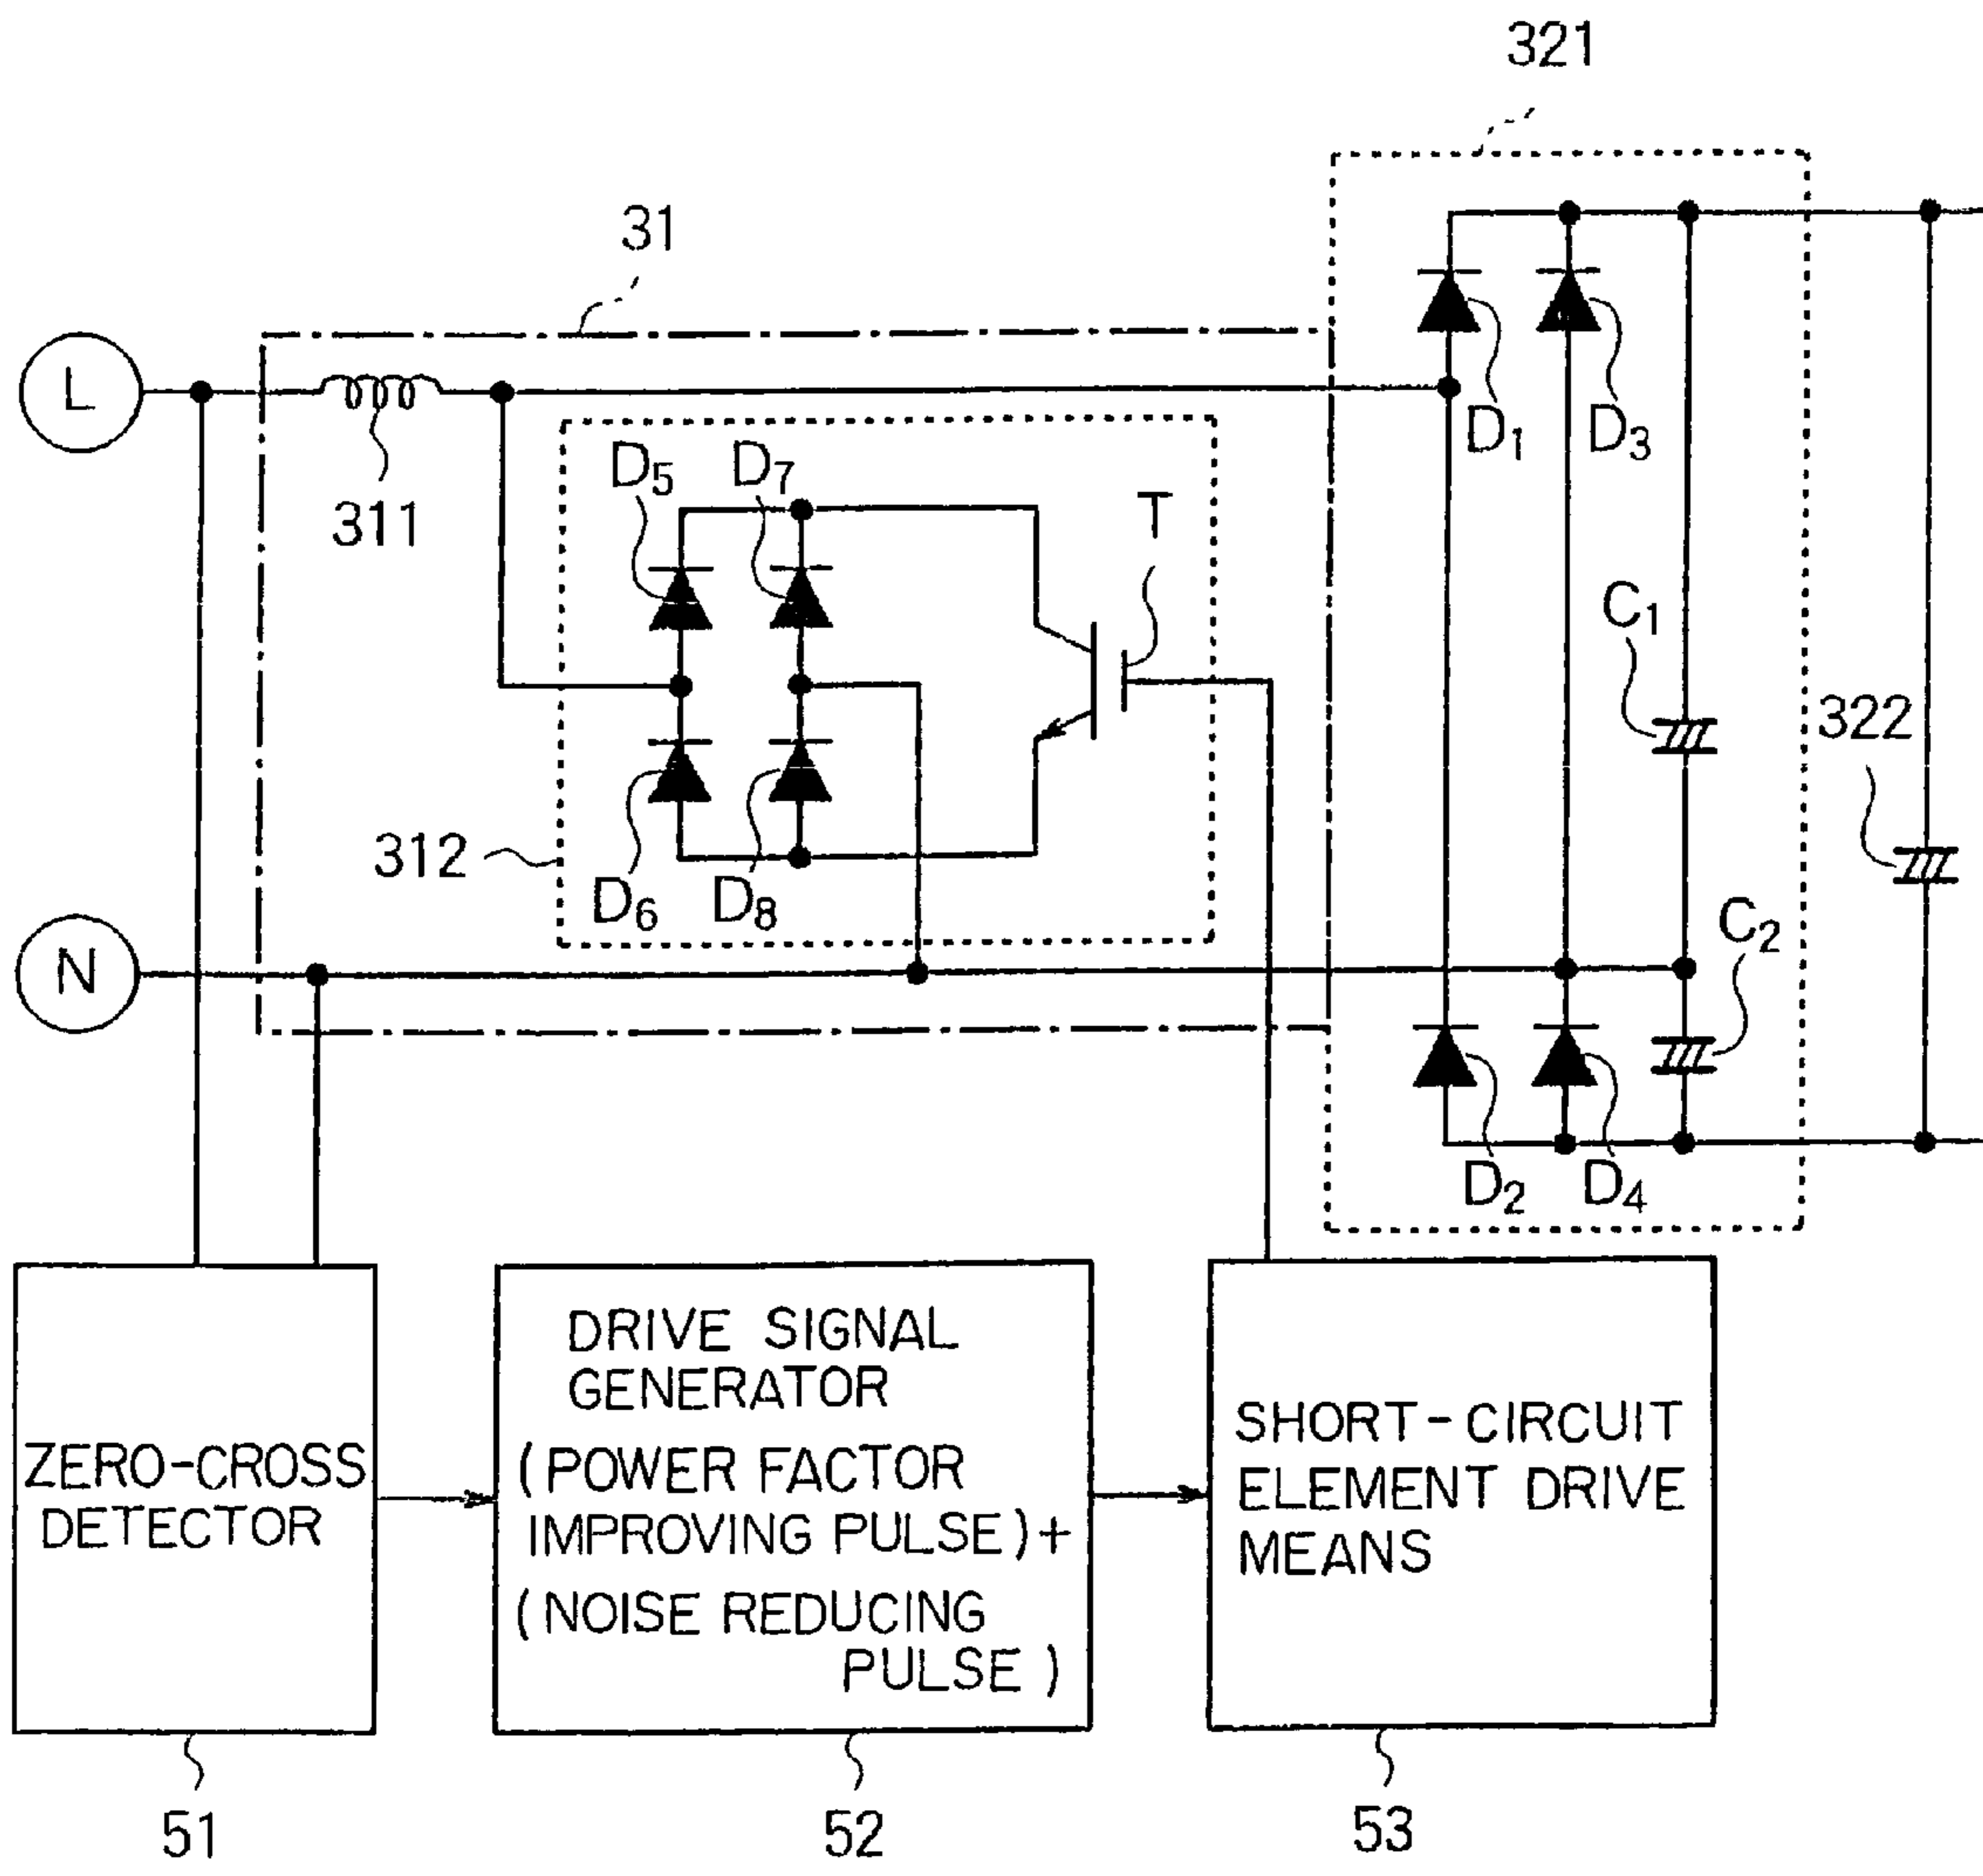 321
31
L
311
D5
D7
T
D1
D3
C1
322
312
D6
D8
N
C2
D2
D4
ZERO-CROSS
DETECTOR
DRIVE SIGNAL
GENERATOR
(POWER FACTOR
IMPROVING PULSE)+
(NOISE REDUCING
PULSE)
SHORT-CIRCUIT
ELEMENT DRIVE
MEANS
51
52
53